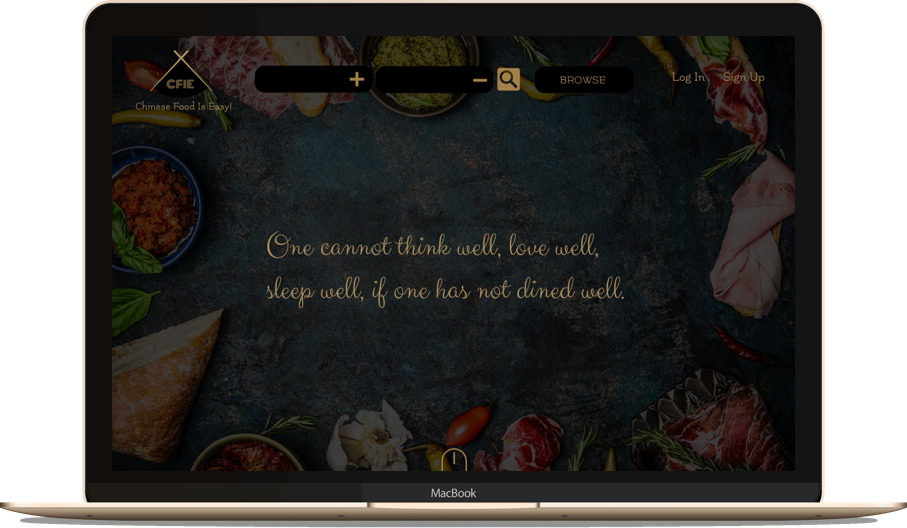 CFIE
Chinese Food Is Easy!
BROWSE
Log In
Sign Up
One cannot think well, love well,
sleep well, if one has not dined well.
MacBook